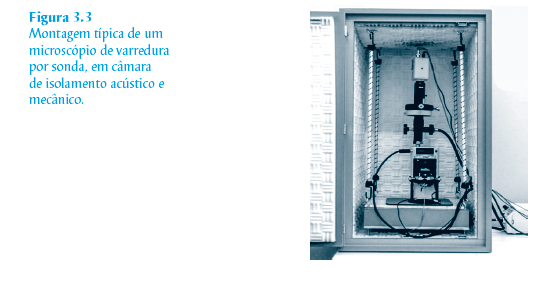 Figura 3.3
Montagem típica de um
microscópio de varredura
por sonda, em câmara
de isolamento acústico e
mecânico.